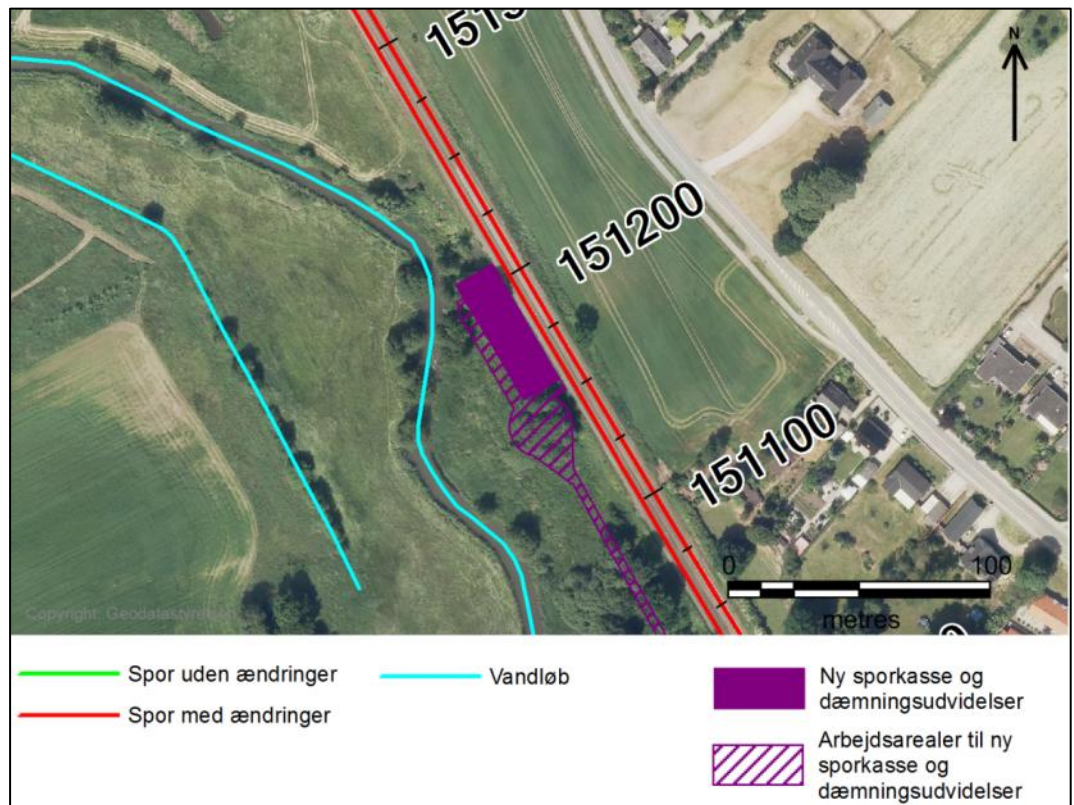 N
151200
151100
0 100
metres
Copyright: Geodatastyrelsen
Spor uden ændringer
Spor med ændringer
Vandløb
Ny sporkasse og
dæmningsudvidelser
Arbejdsarealer til ny
sporkasse og
dæmningsudvidelser